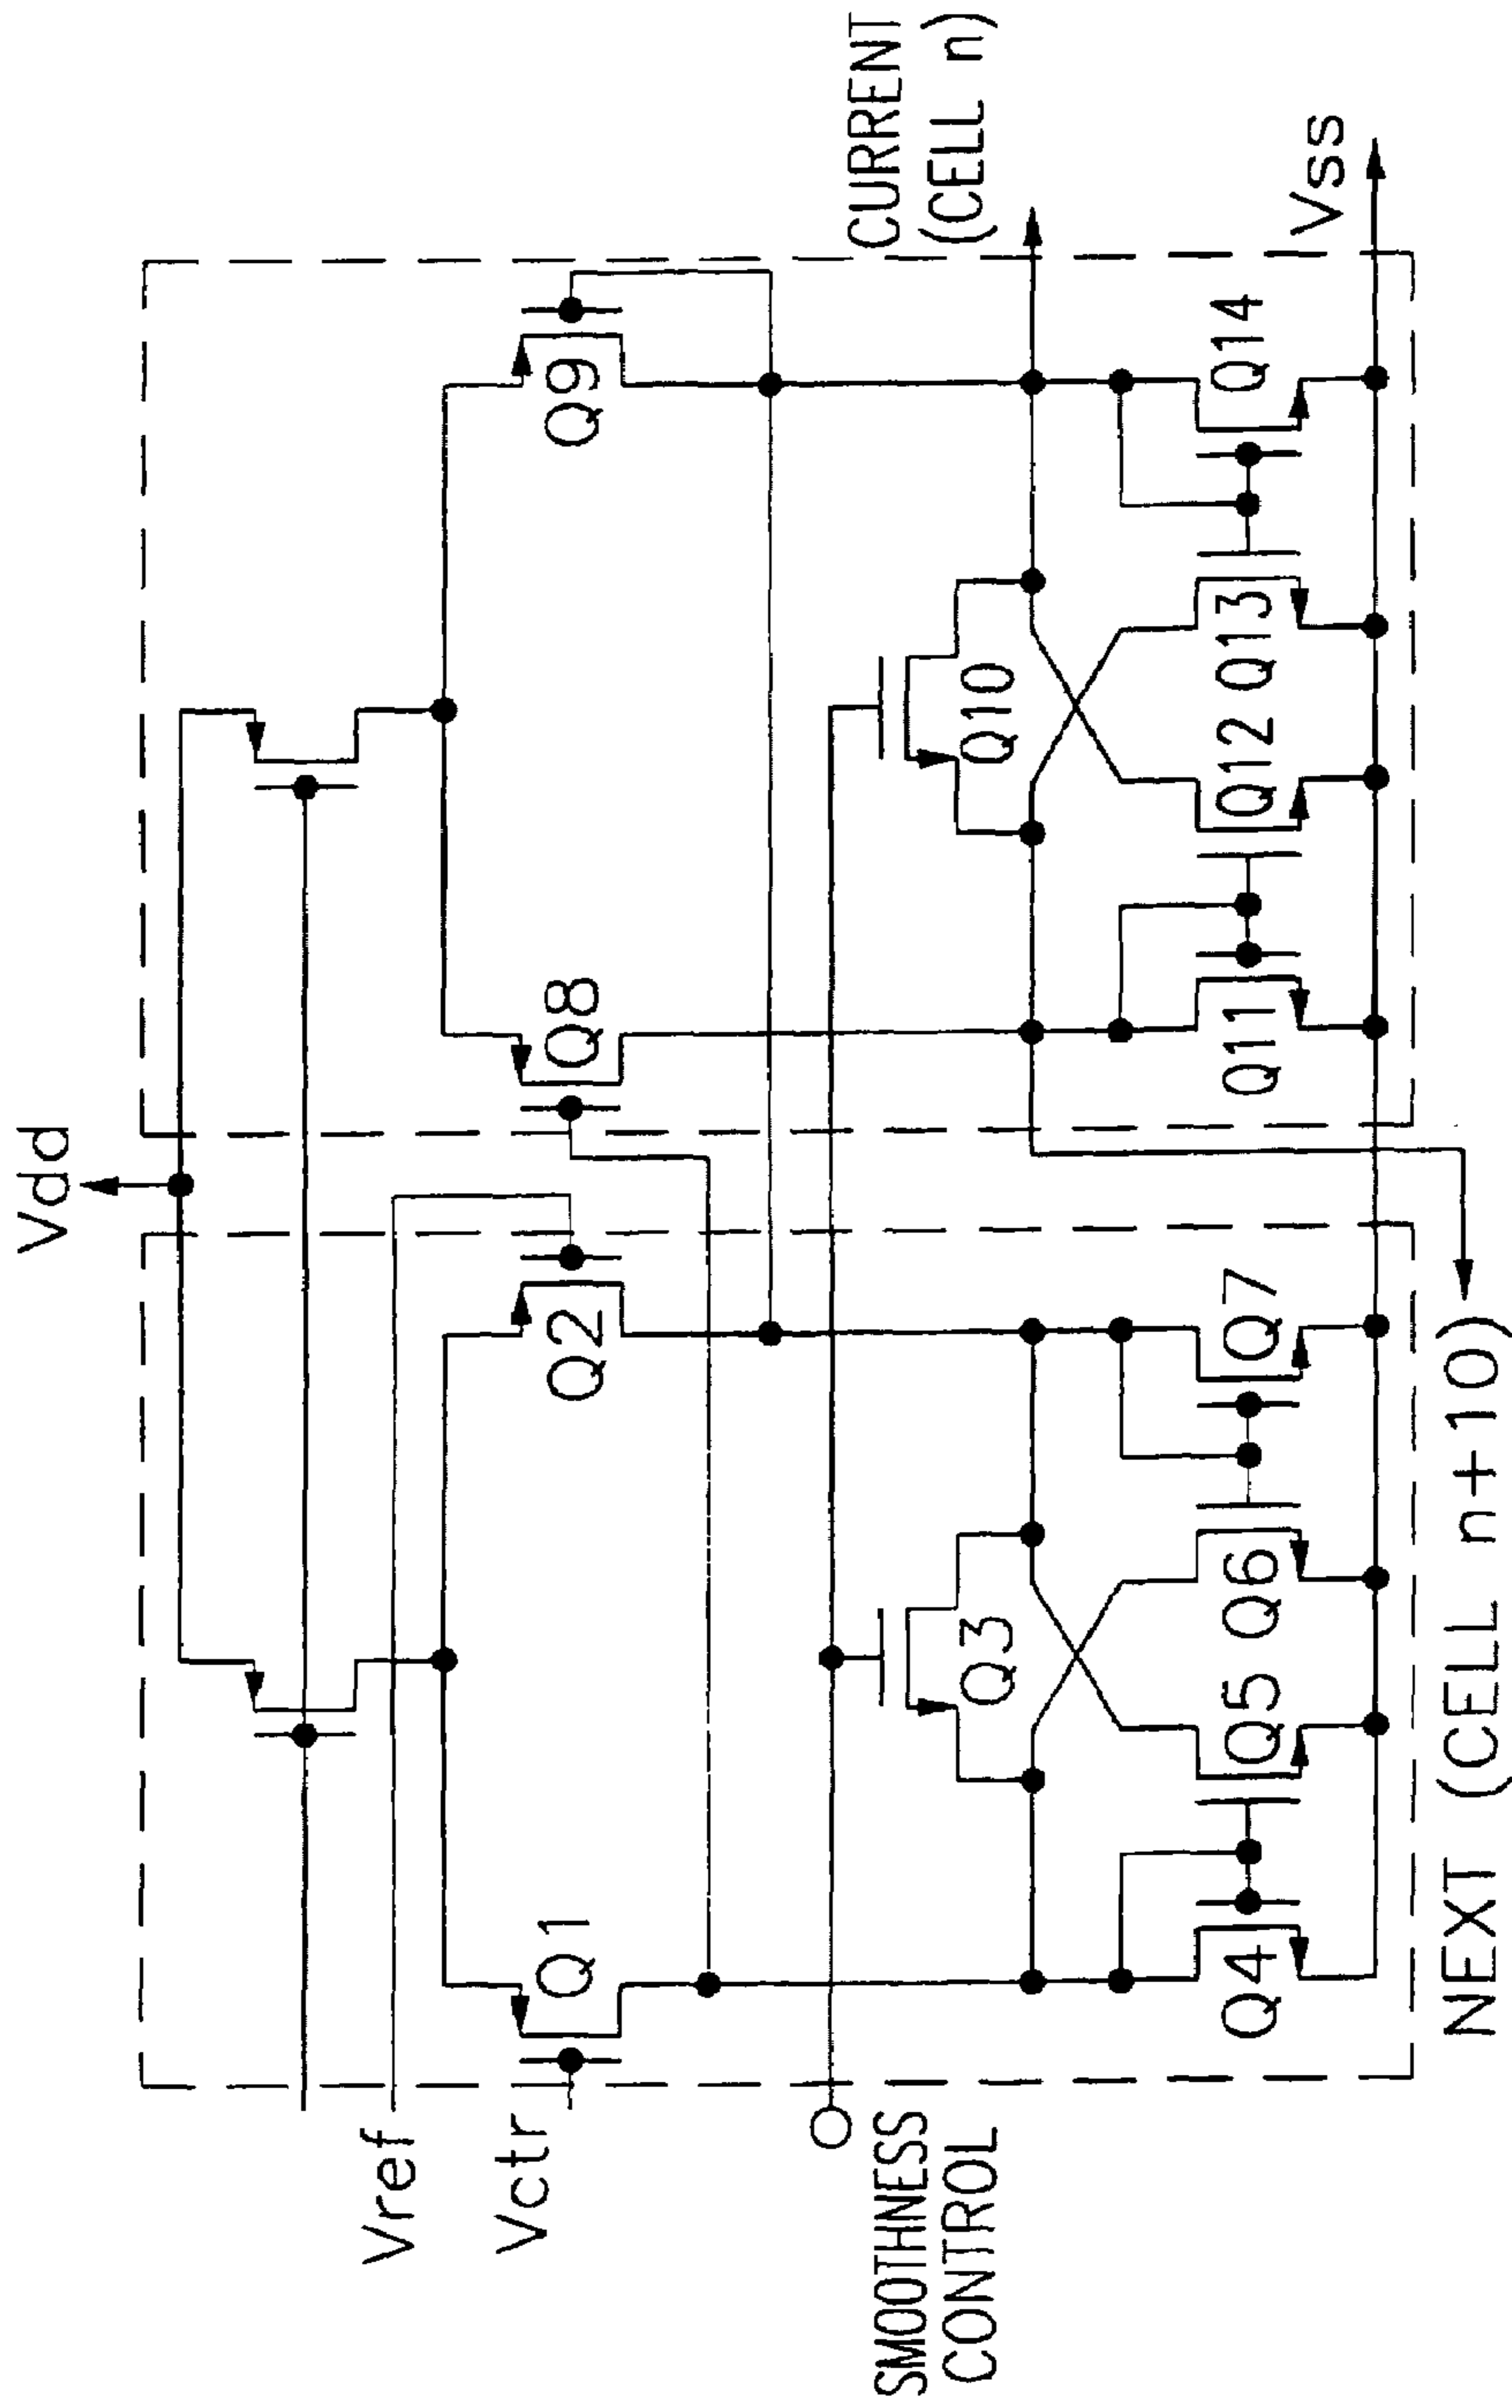 Vdd
Vref
Vctr
Q1
Q2
Q8
Q9
SMOOTHNESS
CONTROL
Q3
Q10
CURRENT
(CELL n)
Q4
Q5
Q6
Q7
Q11
Q12
Q13
Q14
Vss
NEXT (CELL n+10)